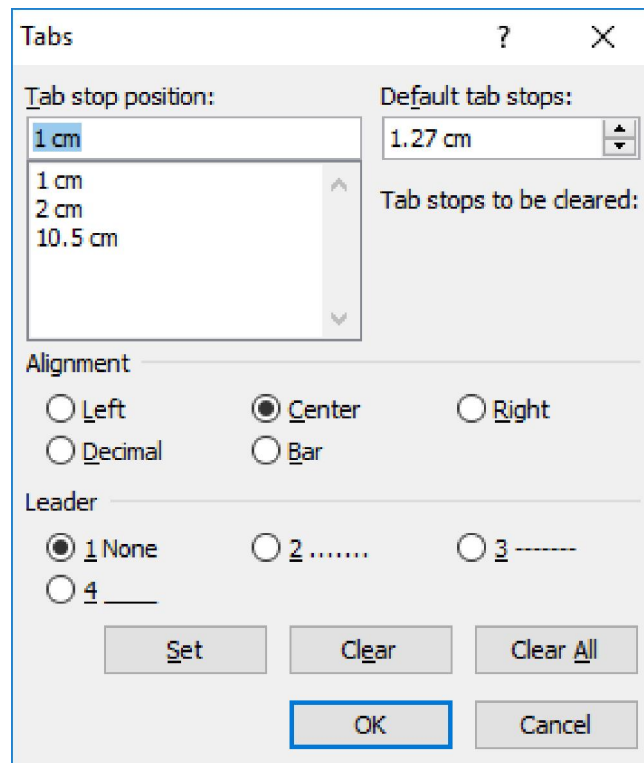 Tabs ?
Tab stop position: Default tab stops:
1 cm 1.27 cm
1 cm
2 cm
10.5 cm
Tab stops to be cleared:
Alignment
Left Center Right
Decimal Bar
Leader
1 None 2 ....... 3 -------
4 ____
Set Clear Clear All
OK Cancel